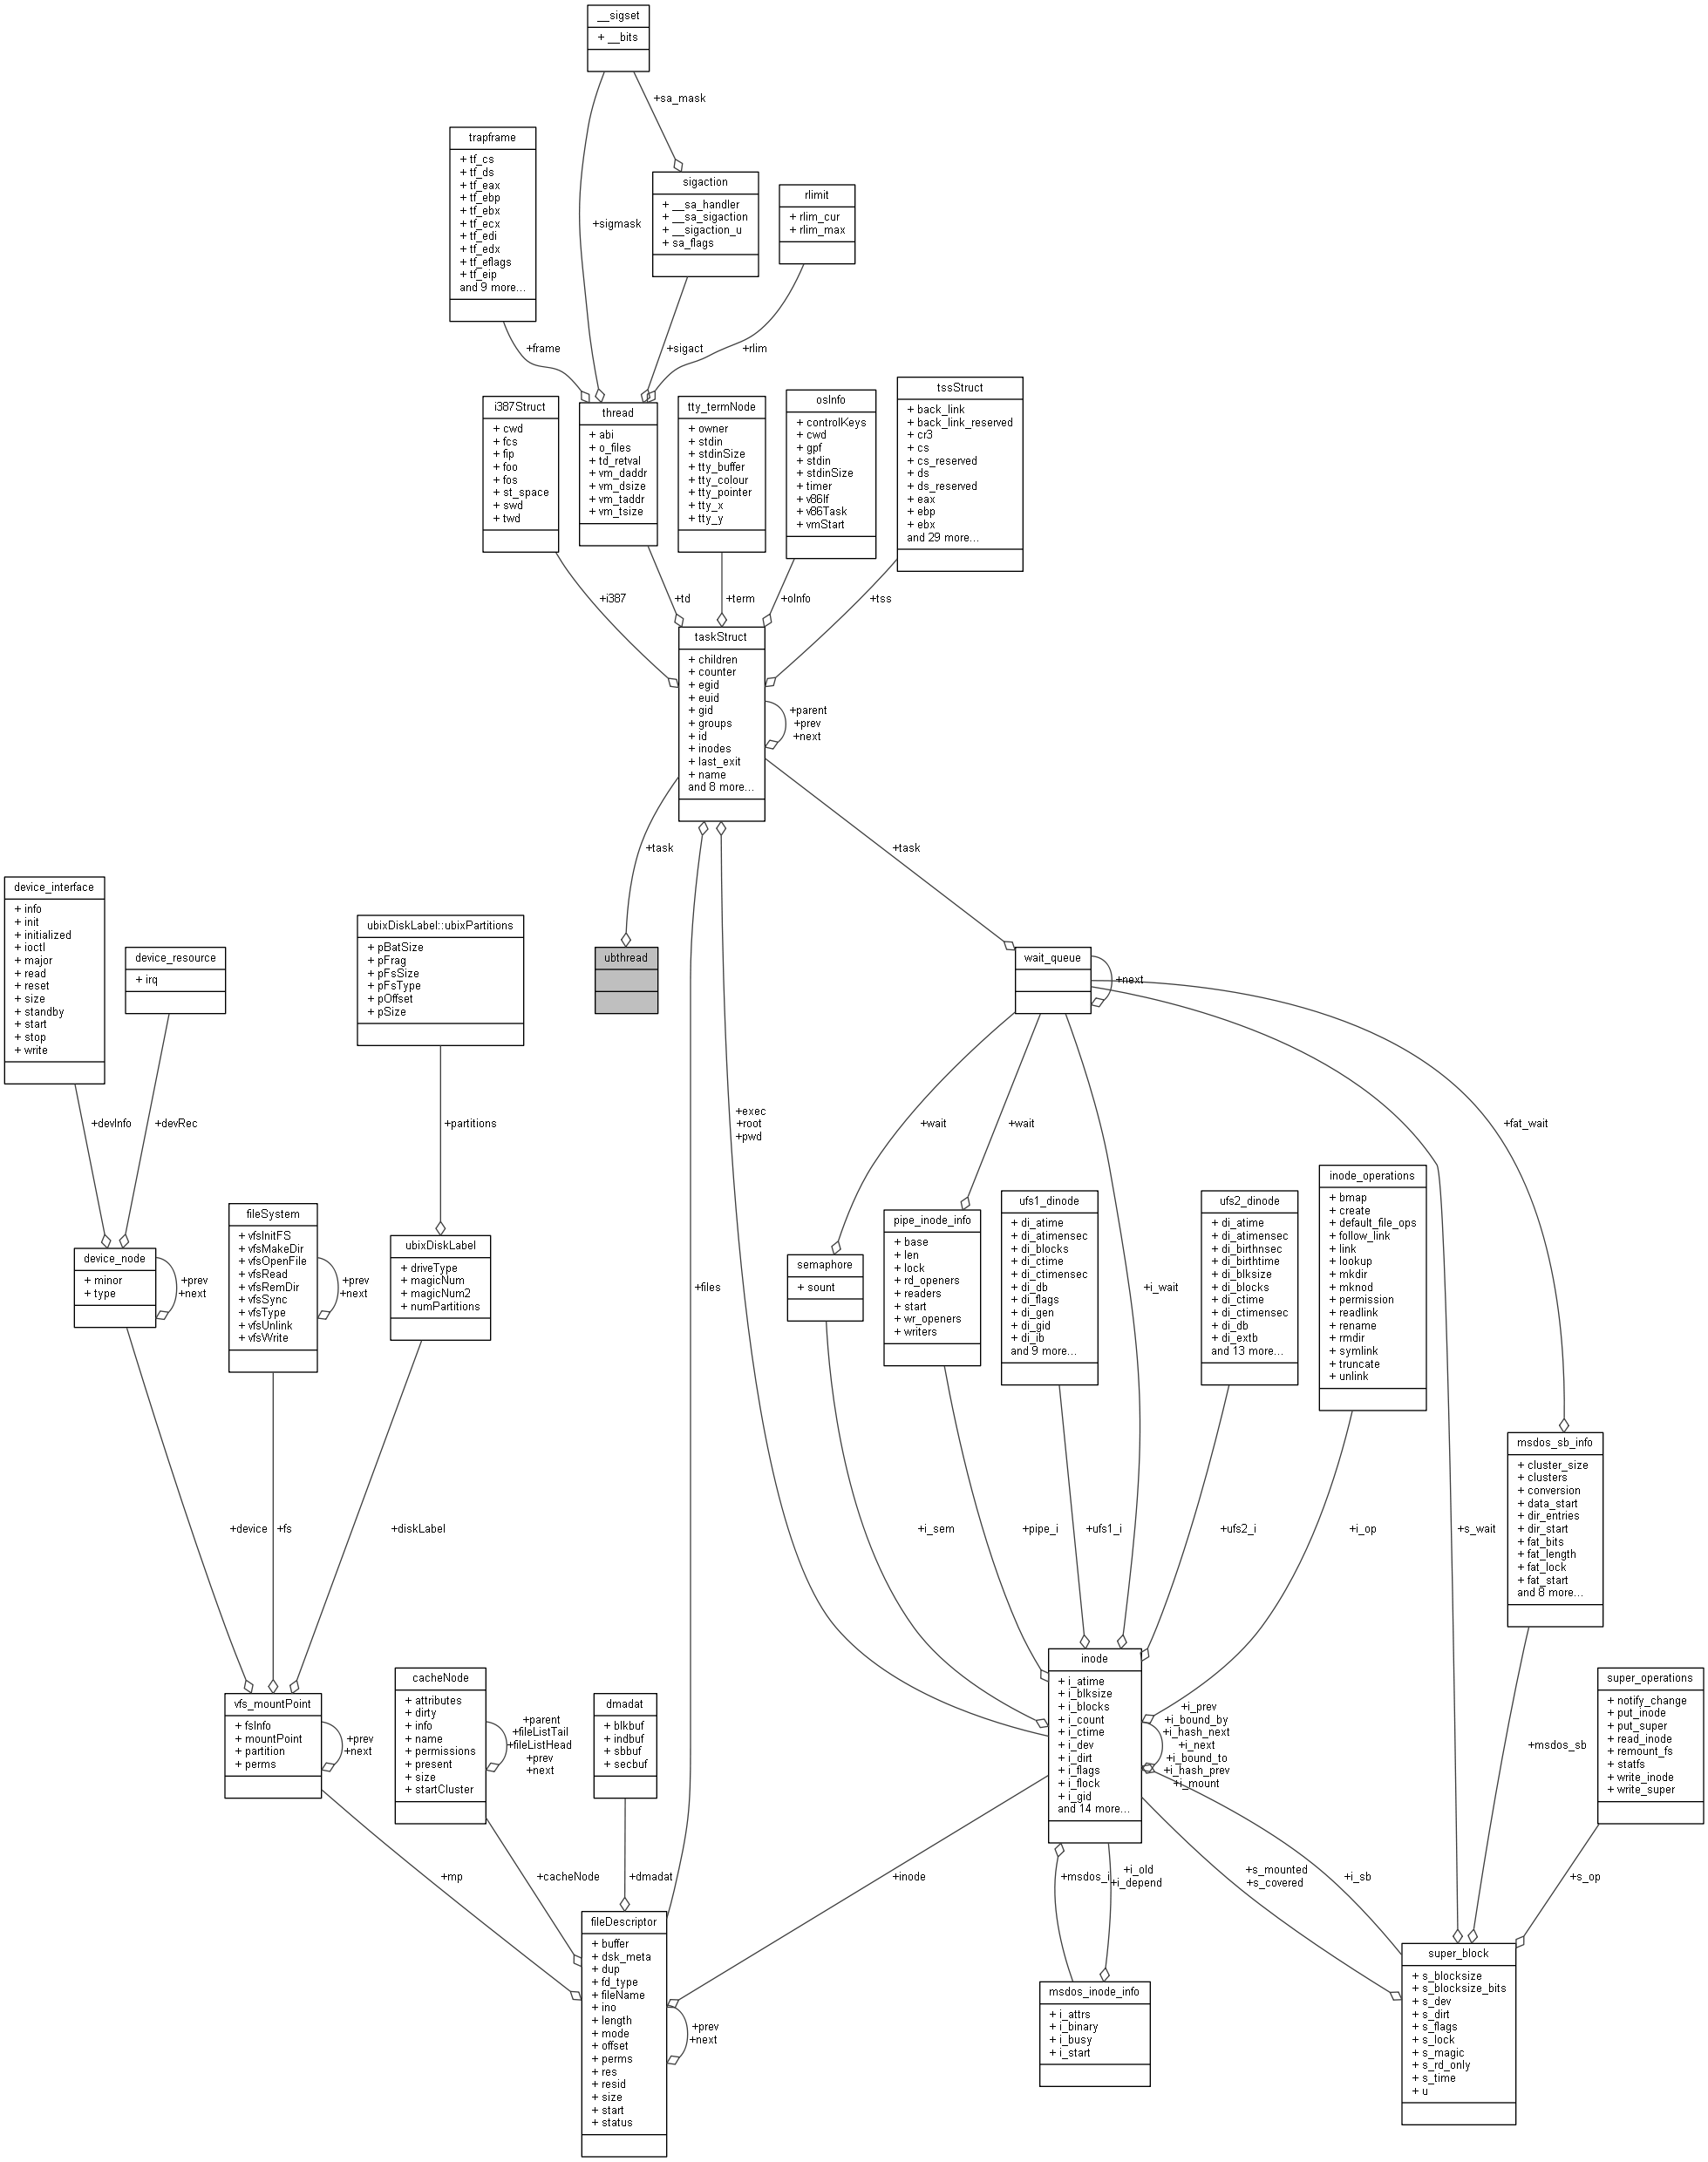 __sigset
+ __bits
+sa_mask
trapframe
+ tf_cs
+ tf_ds
+ tf_eax
+ tf_ebp
+ tf_ebx
+ tf_ecx
+ tf_edi
+ tf_edx
+ tf_eflags
+ tf_eip
and 9 more...
sigaction
+ __sa_handler
+ __sa_sigaction
+ __sigaction_u
+ sa_flags
rlimit
+ rlim_cur
+ rlim_max
+sigmask
+frame
+sigact
+rlim
i387Struct
+ cwd
+ fcs
+ fip
+ foo
+ fos
+ st_space
+ swd
+ twd
thread
+ abi
+ o_files
+ td_retval
+ vm_daddr
+ vm_dsize
+ vm_taddr
+ vm_tsize
tty_termNode
+ owner
+ stdin
+ stdinSize
+ tty_buffer
+ tty_colour
+ tty_pointer
+ tty_x
+ tty_y
osInfo
+ controlKeys
+ cwd
+ gpf
+ stdin
+ stdinSize
+ timer
+ v86If
+ v86Task
+ vmStart
tssStruct
+ back_link
+ back_link_reserved
+ cr3
+ cs
+ cs_reserved
+ ds
+ ds_reserved
+ eax
+ ebp
+ ebx
and 29 more...
+i387
+td
+term
+oInfo
+tss
taskStruct
+ children
+ counter
+ egid
+ euid
+ gid
+ groups
+ id
+ inodes
+ last_exit
+ name
and 8 more...
+parent
+prev
+next
+task
+task
device_interface
+ info
+ init
+ initialized
+ ioctl
+ major
+ read
+ reset
+ size
+ standby
+ start
+ stop
+ write
device_resource
+ irq
ubixDiskLabel::ubixPartitions
+ pBatSize
+ pFrag
+ pFsSize
+ pFsType
+ pOffset
+ pSize
ubthread
wait_queue
+next
+devInfo
+devRec
+partitions
+exec
+root
+pwd
+wait
+wait
+fat_wait
device_node
+ minor
+ type
+prev
+next
fileSystem
+ vfsInitFS
+ vfsMakeDir
+ vfsOpenFile
+ vfsRead
+ vfsRemDir
+ vfsSync
+ vfsType
+ vfsUnlink
+ vfsWrite
+prev
+next
ubixDiskLabel
+ driveType
+ magicNum
+ magicNum2
+ numPartitions
+files
semaphore
+ sount
pipe_inode_info
+ base
+ len
+ lock
+ rd_openers
+ readers
+ start
+ wr_openers
+ writers
ufs1_dinode
+ di_atime
+ di_atimensec
+ di_blocks
+ di_ctime
+ di_ctimensec
+ di_db
+ di_flags
+ di_gen
+ di_gid
+ di_ib
and 9 more...
+i_wait
ufs2_dinode
+ di_atime
+ di_atimensec
+ di_birthnsec
+ di_birthtime
+ di_blksize
+ di_blocks
+ di_ctime
+ di_ctimensec
+ di_db
+ di_extb
and 13 more...
inode_operations
+ bmap
+ create
+ default_file_ops
+ follow_link
+ link
+ lookup
+ mkdir
+ mknod
+ permission
+ readlink
+ rename
+ rmdir
+ symlink
+ truncate
+ unlink
msdos_sb_info
+ cluster_size
+ clusters
+ conversion
+ data_start
+ dir_entries
+ dir_start
+ fat_bits
+ fat_length
+ fat_lock
+ fat_start
and 8 more...
+device
+fs
+diskLabel
+i_sem
+pipe_i
+ufs1_i
+ufs2_i
+i_op
+s_wait
vfs_mountPoint
+ fsInfo
+ mountPoint
+ partition
+ perms
+prev
+next
cacheNode
+ attributes
+ dirty
+ info
+ name
+ permissions
+ present
+ size
+ startCluster
+parent
+fileListTail
+fileListHead
+prev
+next
dmadat
+ blkbuf
+ indbuf
+ sbbuf
+ secbuf
inode
+ i_atime
+ i_blksize
+ i_blocks
+ i_count
+ i_ctime
+ i_dev
+ i_dirt
+ i_flags
+ i_flock
+ i_gid
and 14 more...
+i_prev
+i_bound_by
+i_hash_next
+i_next
+i_bound_to
+i_hash_prev
+i_mount
+msdos_sb
super_operations
+ notify_change
+ put_inode
+ put_super
+ read_inode
+ remount_fs
+ statfs
+ write_inode
+ write_super
+mp
+cacheNode
+dmadat
+inode
+msdos_i
+i_old
+i_depend
+s_mounted
+s_covered
+i_sb
+s_op
fileDescriptor
+ buffer
+ dsk_meta
+ dup
+ fd_type
+ fileName
+ ino
+ length
+ mode
+ offset
+ perms
+ res
+ resid
+ size
+ start
+ status
+prev
+next
msdos_inode_info
+ i_attrs
+ i_binary
+ i_busy
+ i_start
super_block
+ s_blocksize
+ s_blocksize_bits
+ s_dev
+ s_dirt
+ s_flags
+ s_lock
+ s_magic
+ s_rd_only
+ s_time
+ u